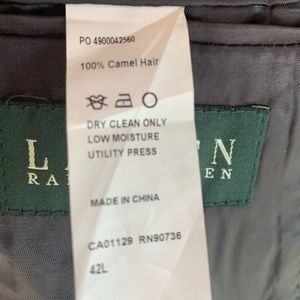 PO 4900042560
100% Camel Hair
DRY CLEAN ONLY
LOW MOISTURE
UTILITY PRESS
MADE IN CHINA
CA01129 RN90736
42L